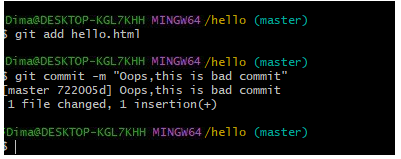 Dima@DESKTOP-KGL7KHH MINGW64 /hello (master)
$ git add hello.html
Dima@DESKTOP-KGL7KHH MINGW64 /hello (master)
$ git commit -m "Oops,this is bad commit"
[master 722005d] Oops,this is bad commit
1 file changed, 1 insertion(+)
Dima@DESKTOP-KGL7KHH MINGW64 /hello (master)
$